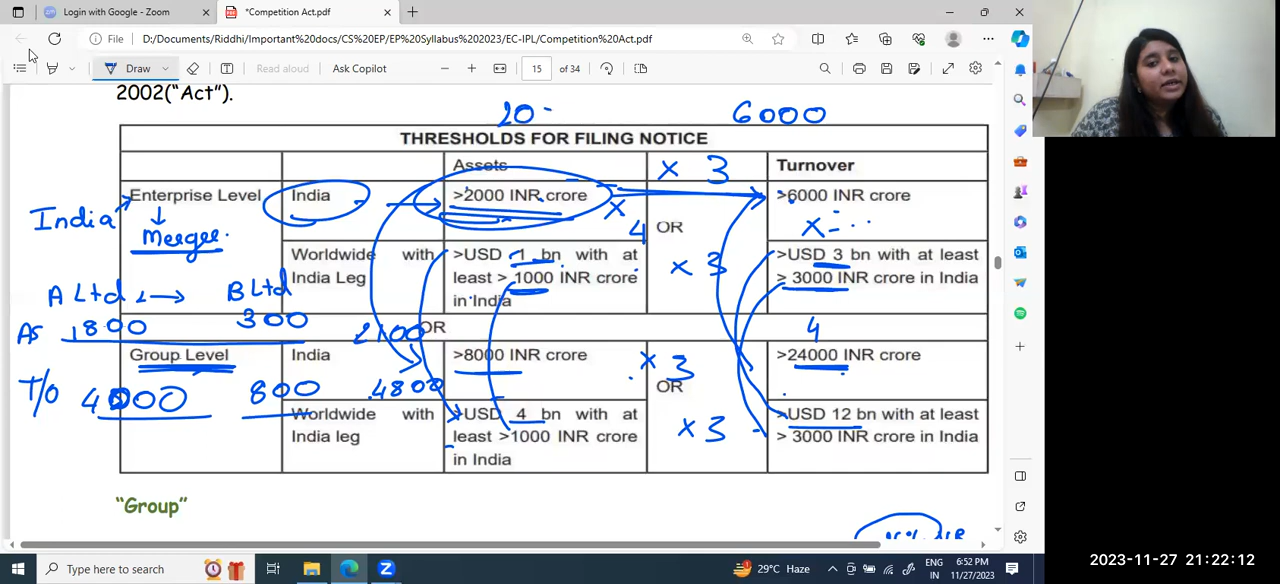 Login with Google - Zoom
*Competition Act.pdf
File
D:/Documents/Riddhi/Important%20docs/CS%20EP/EP%20Syllabus%202023/EC-IPL/Competition%20Act.pdf
Draw
Read aloud
Ask Copilot
15 of 34
2002("Act").
20
6000
THRESHOLDS FOR FILING NOTICE
Assets
x 3
Turnover
Enterprise Level
India
>2000 INR crore
>6000 INR crore
India
Merger
x 4
OR
x
Worldwide with India Leg
>USD 1 bn with at least > 1000 INR crore in India
x 3
>USD 3 bn with at least > 3000 INR crore in India
A Ltd
B Ltd
As 1800 300 2100
OR
4
Group Level
India
>8000 INR crore
x 3
>24000 INR crore
T/O 4000 800 4800
OR
Worldwide with India leg
>USD 4 bn with at least >1000 INR crore in India
x 3
>USD 12 bn with at least > 3000 INR crore in India
"Group"
Type here to search
29°C Haze
ENG
IN
6:52 PM
11/27/2023
2023-11-27 21:22:12